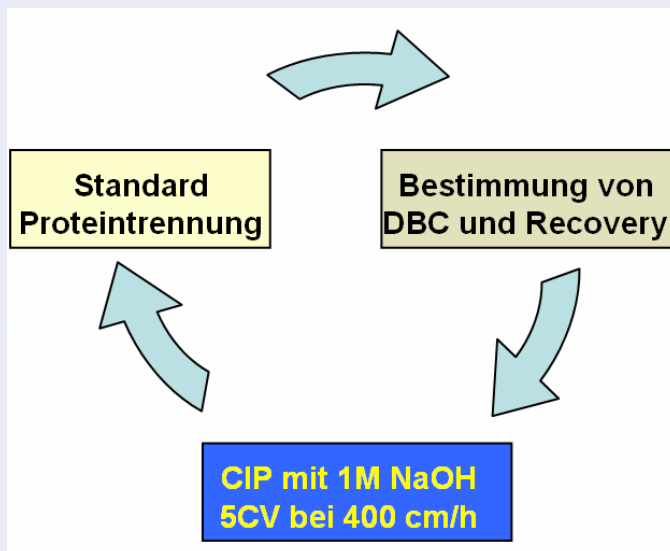 Standard
Proteintrennung
Bestimmung von
DBC und Recovery
CIP mit 1M NaOH
5CV bei 400 cm/h